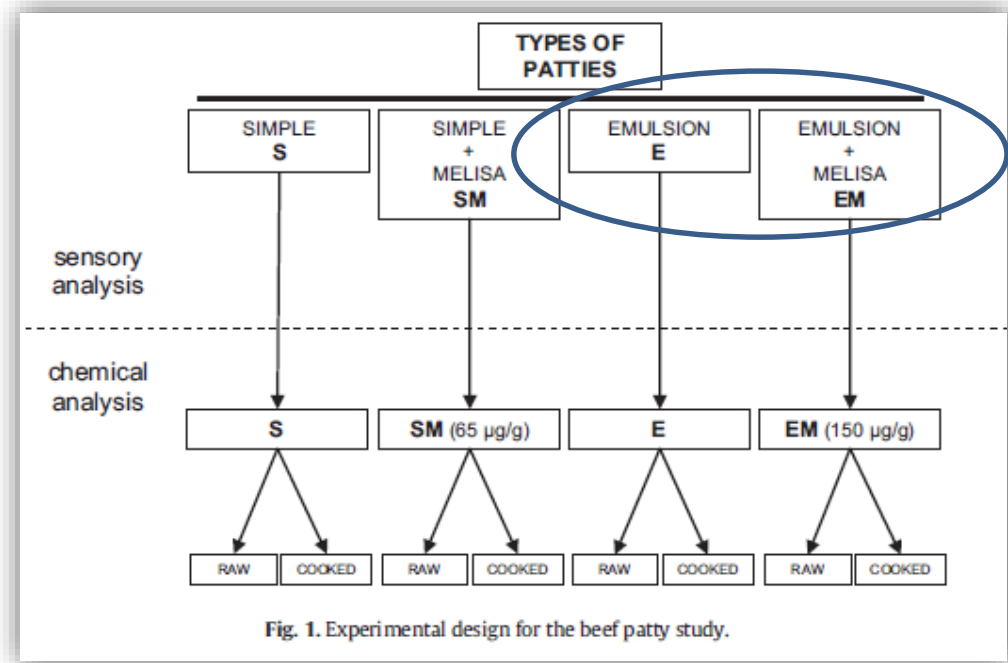 TYPES OF
PATTIES
SIMPLE
S
SIMPLE
+
MELISA
SM
EMULSION
E
EMULSION
+
MELISA
EM
sensory
analysis
chemical
analysis
S
SM (65 µg/g)
E
EM (150 µg/g)
RAW
COOKED
RAW
COOKED
RAW
COOKED
RAW
COOKED
Fig. 1. Experimental design for the beef patty study.